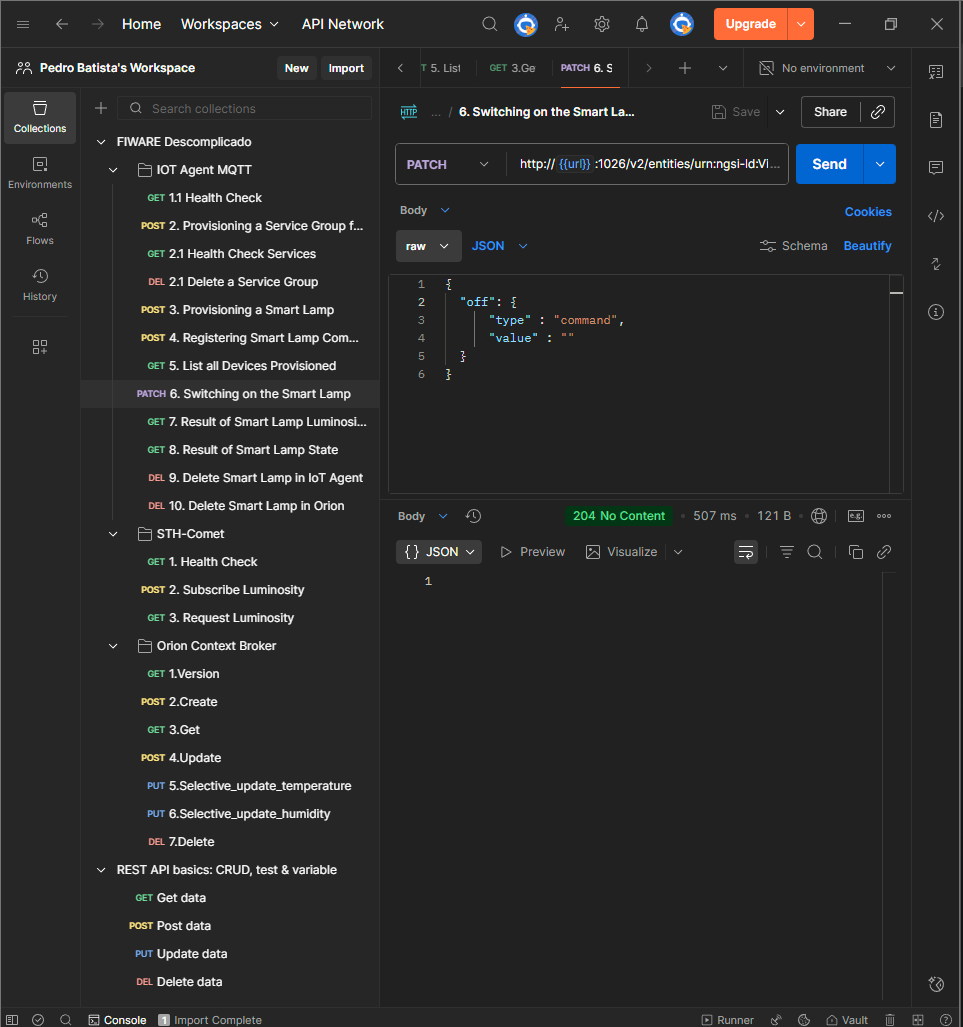 Home Workspaces API Network Upgrade
Pedro Batista's Workspace New Import T 5. List GET 3.Ge PATCH 6. S No environment
Collections
Environments
Flows
History
Search collections
FIWARE Descomplicado
IOT Agent MQTT
GET 1.1 Health Check
POST 2. Provisioning a Service Group f...
GET 2.1 Health Check Services
DEL 2.1 Delete a Service Group
POST 3. Provisioning a Smart Lamp
POST 4. Registering Smart Lamp Com...
GET 5. List all Devices Provisioned
PATCH 6. Switching on the Smart Lamp
GET 7. Result of Smart Lamp Luminosi...
GET 8. Result of Smart Lamp State
DEL 9. Delete Smart Lamp in IoT Agent
DEL 10. Delete Smart Lamp in Orion
STH-Comet
GET 1. Health Check
POST 2. Subscribe Luminosity
GET 3. Request Luminosity
Orion Context Broker
GET 1.Version
POST 2.Create
GET 3.Get
POST 4.Update
PUT 5.Selective_update_temperature
PUT 6.Selective_update_humidity
DEL 7.Delete
REST API basics: CRUD, test & variable
GET Get data
POST Post data
PUT Update data
DEL Delete data
HTTP ... / 6. Switching on the Smart La... Save Share
PATCH http:// {{url}} :1026/v2/entities/urn:ngsi-ld:Vi... Send
Body Cookies
raw JSON Schema Beautify
1 {
2 "off": {
3 "type" : "command",
4 "value" : ""
5 }
6 }
Body 204 No Content • 507 ms • 121 B • e.g.
{} JSON Preview Visualize
1
Console 1 Import Complete Runner Vault